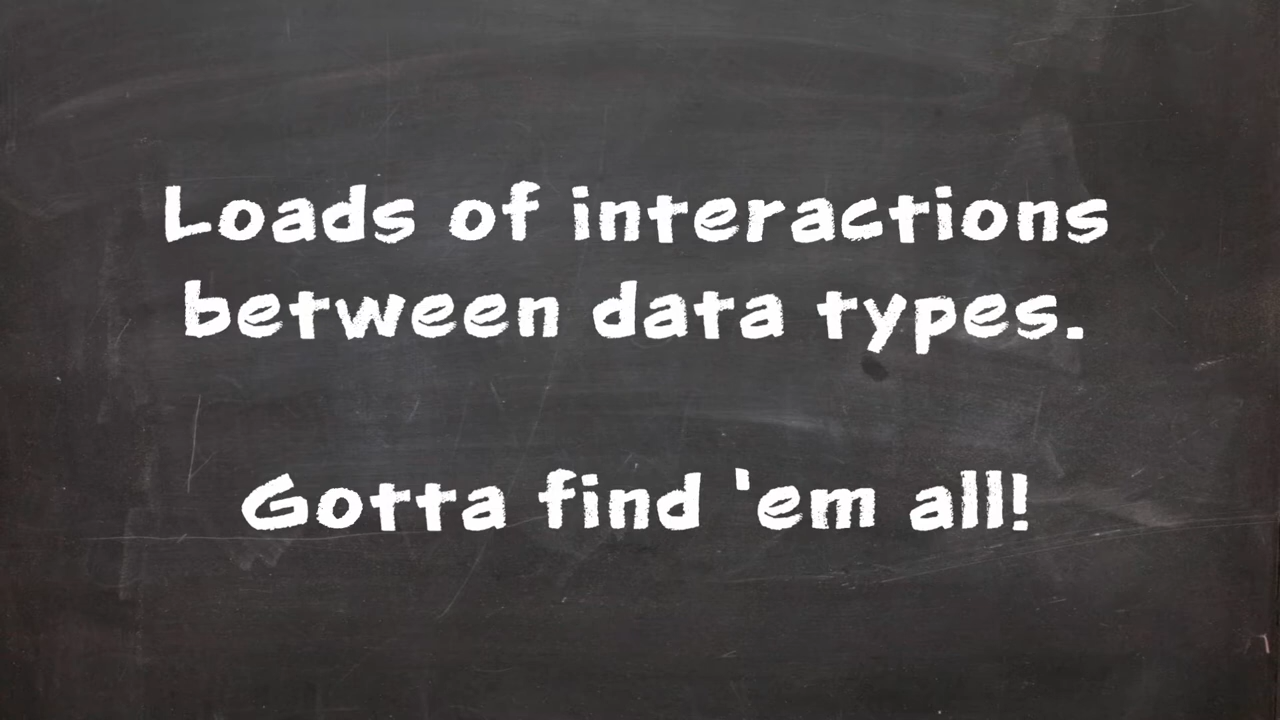 Loads of interactions
between data types.
Gotta find 'em all!